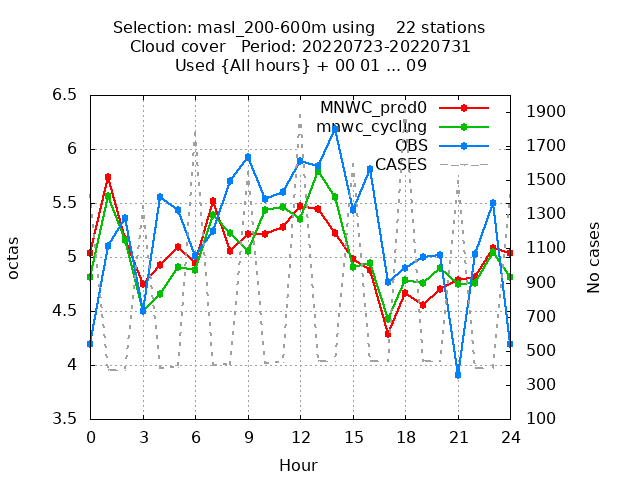 Selection: masl_200-600m using 22 stations
Cloud cover Period: 20220723-20220731
Used {All hours} + 00 01 ... 09
MNWC_prod0
mnwc_cycling
OBS
CASES
6.5
6
5.5
5
4.5
4
3.5
octas
1900
1700
1500
1300
1100
900
700
500
300
100
No cases
0 3 6 9 12 15 18 21 24
Hour